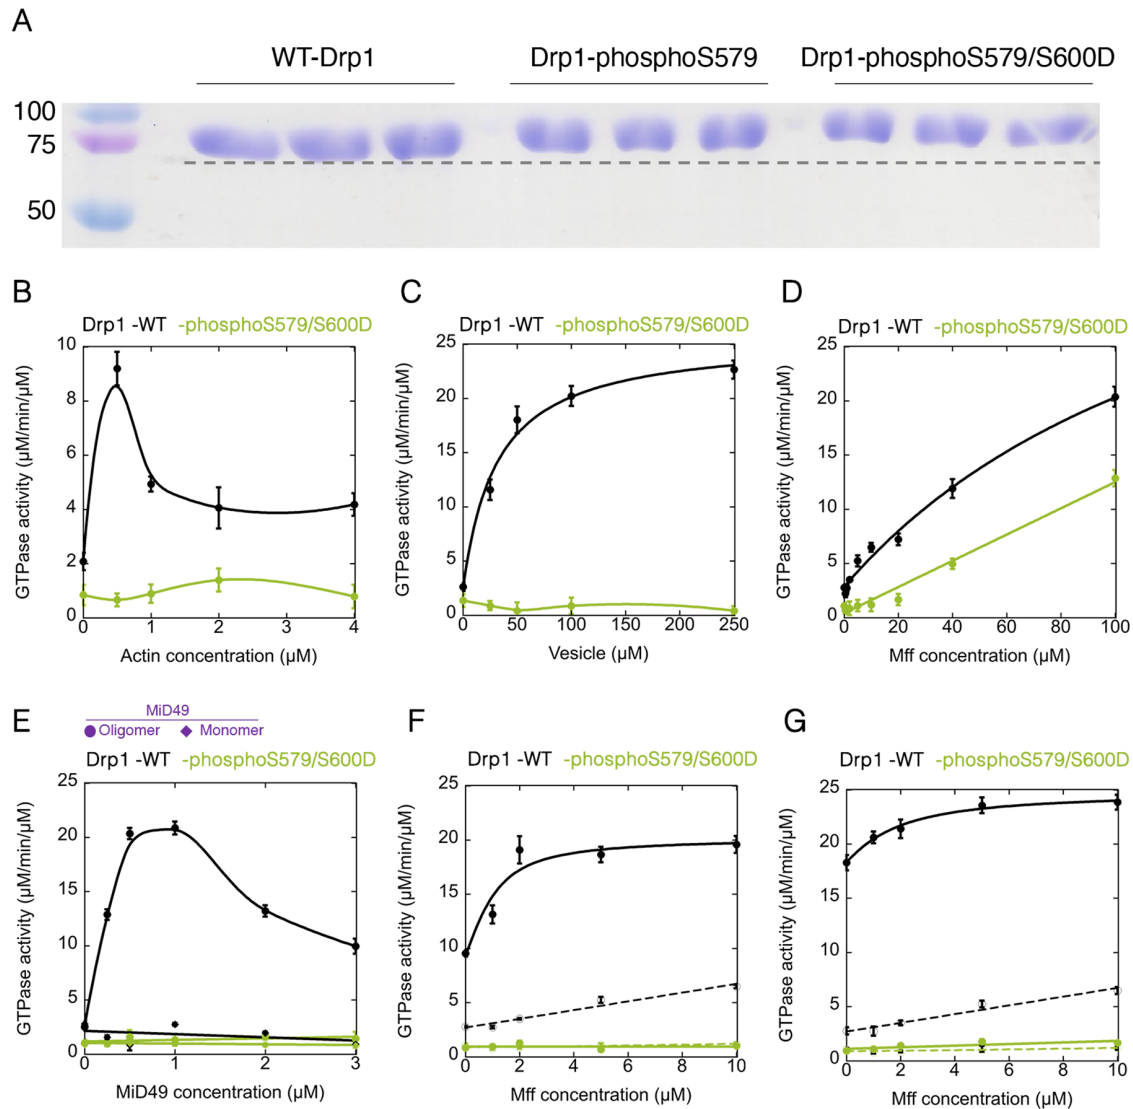 A
WT-Drp1 Drp1-phosphoS579 Drp1-phosphoS579/S600D
100
75
50
B
Drp1 -WT -phosphoS579/S600D
GTPase activity (µM/min/µM)
10
8
6
4
2
0
0 1 2 3 4
Actin concentration (µM)
C
Drp1 -WT -phosphoS579/S600D
GTPase activity (µM/min/µM)
25
20
15
10
5
0
0 50 100 150 200 250
Vesicle (µM)
D
Drp1 -WT -phosphoS579/S600D
GTPase activity (µM/min/µM)
25
20
15
10
5
0
0 20 40 60 80 100
Mff concentration (µM)
E
MiD49
Oligomer Monomer
Drp1 -WT -phosphoS579/S600D
GTPase activity (µM/min/µM)
25
20
15
10
5
0
0 1 2 3
MiD49 concentration (µM)
F
Drp1 -WT -phosphoS579/S600D
GTPase activity (µM/min/µM)
25
20
15
10
5
0
0 2 4 6 8 10
Mff concentration (µM)
G
Drp1 -WT -phosphoS579/S600D
GTPase activity (µM/min/µM)
25
20
15
10
5
0
0 2 4 6 8 10
Mff concentration (µM)